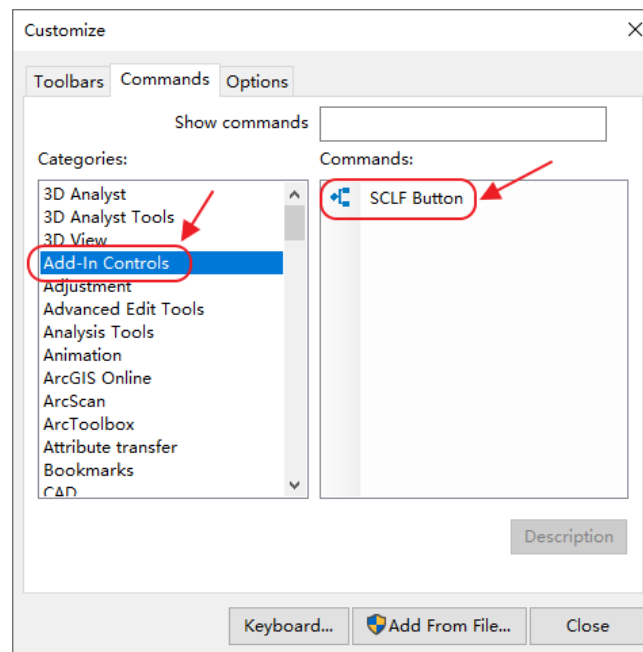 Customize
Toolbars Commands Options
Show commands
Categories:
Commands:
3D Analyst
3D Analyst Tools
3D View
Add-In Controls
Adjustment
Advanced Edit Tools
Analysis Tools
Animation
ArcGIS Online
ArcScan
ArcToolbox
Attribute transfer
Bookmarks
CAD
SCLF Button
Description
Keyboard... Add From File... Close